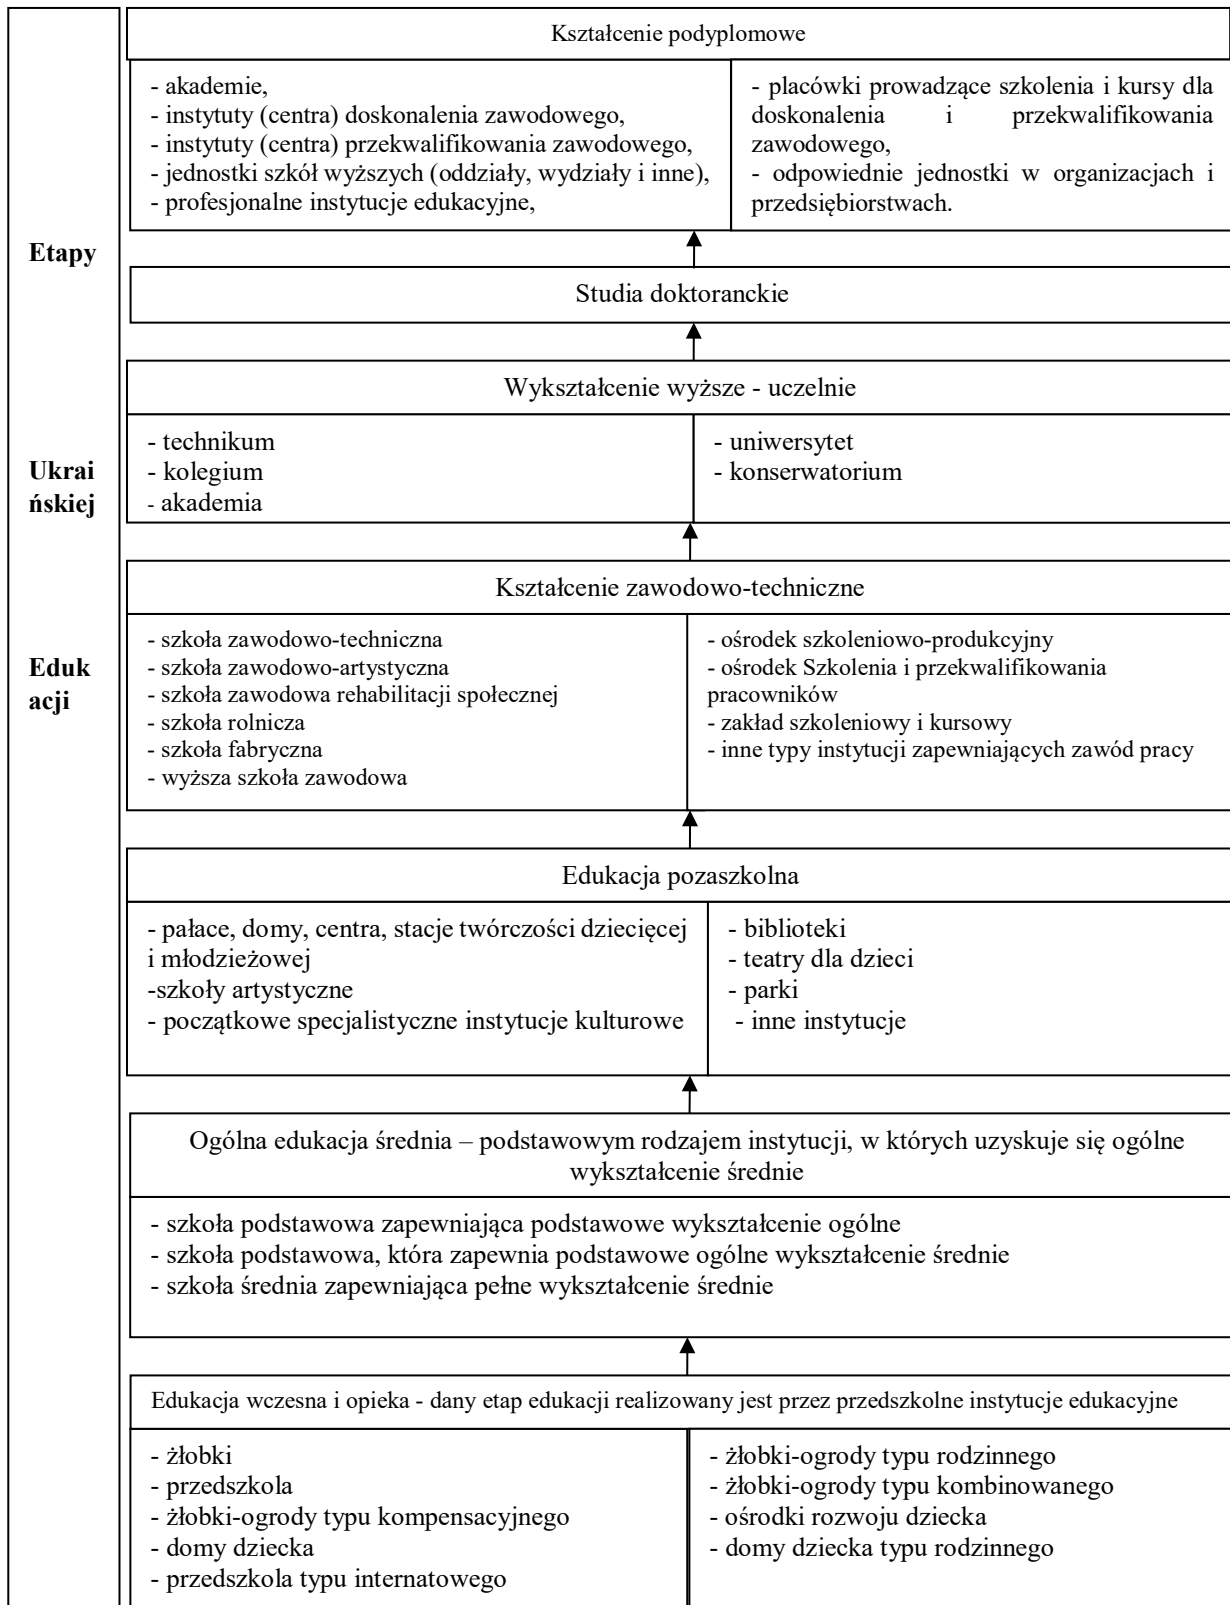 Etapy
Ukrai
ńskiej
Eduk
acji
Kształcenie podyplomowe
- akademie,
- instytuty (centra) doskonalenia zawodowego,
- instytuty (centra) przekwalifikowania zawodowego,
- jednostki szkół wyższych (oddziały, wydziały i inne),
- profesjonalne instytucje edukacyjne,
- placówki prowadzące szkolenia i kursy dla
doskonalenia i przekwalifikowania
zawodowego,
- odpowiednie jednostki w organizacjach i
przedsiębiorstwach.
Studia doktoranckie
Wykształcenie wyższe - uczelnie
- technikum
- kolegium
- akademia
- uniwersytet
- konserwatorium
Kształcenie zawodowo-techniczne
- szkoła zawodowo-techniczna
- szkoła zawodowo-artystyczna
- szkoła zawodowa rehabilitacji społecznej
- szkoła rolnicza
- szkoła fabryczna
- wyższa szkoła zawodowa
- ośrodek szkoleniowo-produkcyjny
- ośrodek Szkolenia i przekwalifikowania
pracowników
- zakład szkoleniowy i kursowy
- inne typy instytucji zapewniających zawód pracy
Edukacja pozaszkolna
- pałace, domy, centra, stacje twórczości dziecięcej
i młodzieżowej
-szkoły artystyczne
- początkowe specjalistyczne instytucje kulturowe
- biblioteki
- teatry dla dzieci
- parki
- inne instytucje
Ogólna edukacja średnia – podstawowym rodzajem instytucji, w których uzyskuje się ogólne
wykształcenie średnie
- szkoła podstawowa zapewniająca podstawowe wykształcenie ogólne
- szkoła podstawowa, która zapewnia podstawowe ogólne wykształcenie średnie
- szkoła średnia zapewniająca pełne wykształcenie średnie
Edukacja wczesna i opieka - dany etap edukacji realizowany jest przez przedszkolne instytucje edukacyjne
- żłobki
- przedszkola
- żłobki-ogrody typu kompensacyjnego
- domy dziecka
- przedszkola typu internatowego
- żłobki-ogrody typu rodzinnego
- żłobki-ogrody typu kombinowanego
- ośrodki rozwoju dziecka
- domy dziecka typu rodzinnego